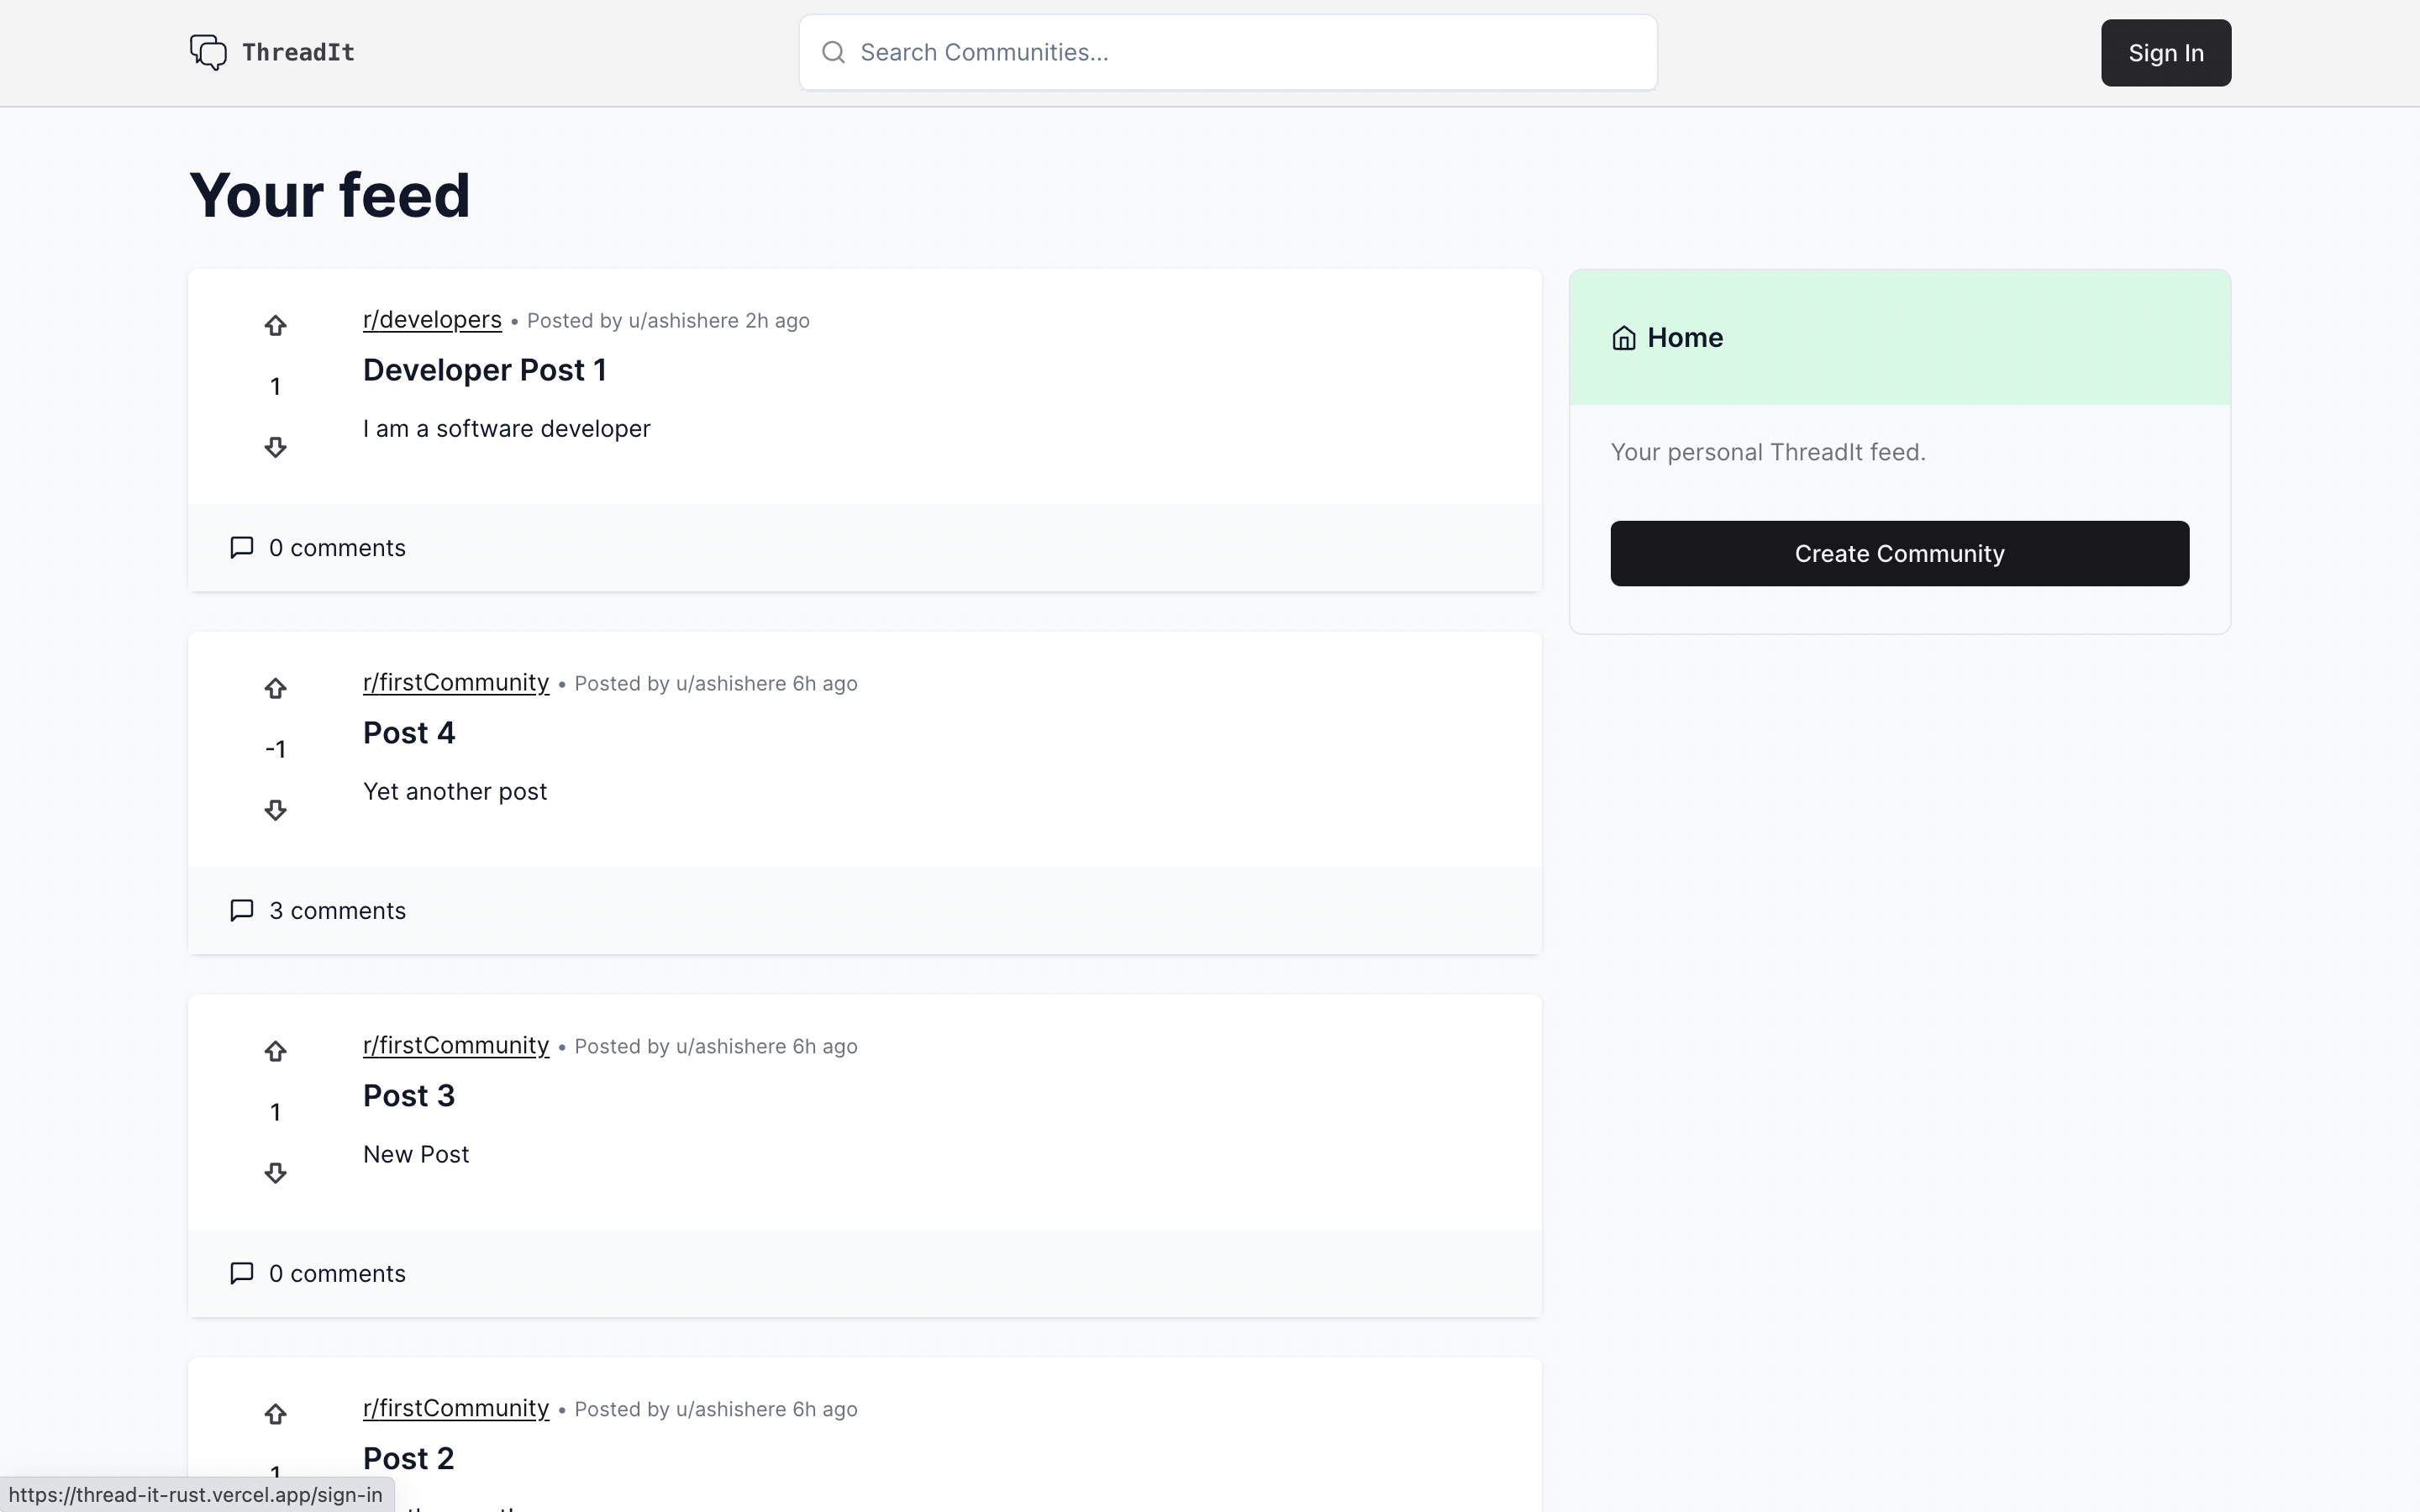 ThreadIt
Search Communities...
Sign In
Your feed
r/developers • Posted by u/ashishere 2h ago
Developer Post 1
1
I am a software developer
0 comments
Home
Your personal ThreadIt feed.
Create Community
r/firstCommunity • Posted by u/ashishere 6h ago
Post 4
-1
Yet another post
3 comments
r/firstCommunity • Posted by u/ashishere 6h ago
Post 3
1
New Post
0 comments
r/firstCommunity • Posted by u/ashishere 6h ago
Post 2
1
https://thread-it-rust.vercel.app/sign-in